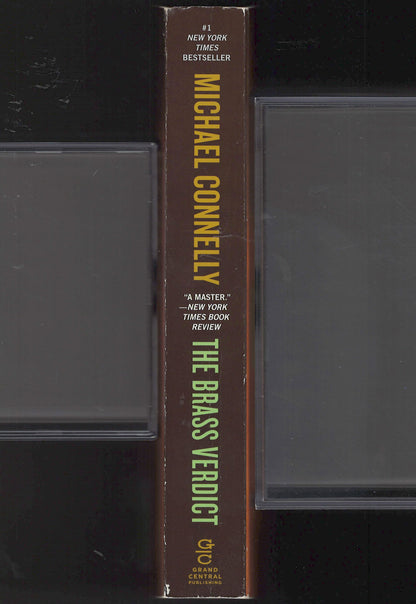 #1
NEW YORK
TIMES
BESTSELLER
MICHAEL CONNELLY
"A MASTER."
—NEW YORK
TIMES BOOK
REVIEW
THE BRASS VERDICT
GRAND
CENTRAL
PUBLISHING